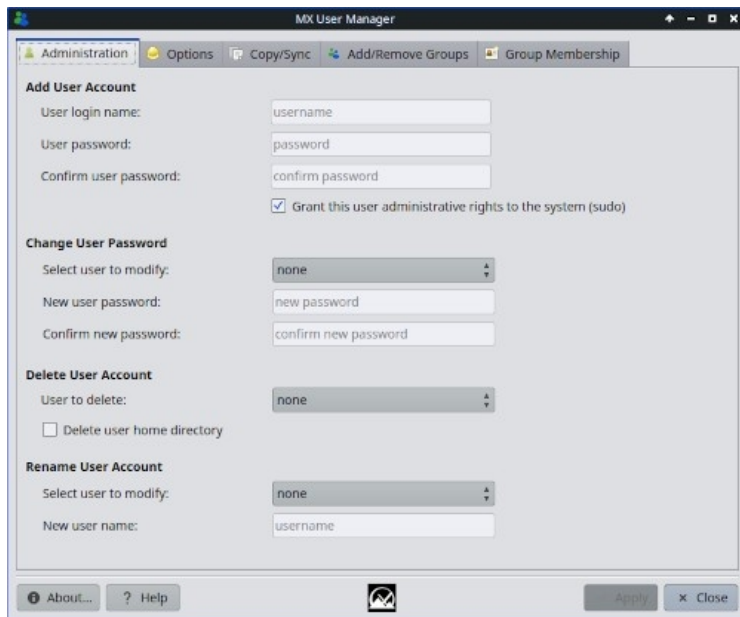 MX User Manager
Administration Options Copy/Sync Add/Remove Groups Group Membership
Add User Account
User login name: username
User password: password
Confirm user password: confirm password
Grant this user administrative rights to the system (sudo)
Change User Password
Select user to modify: none
New user password: new password
Confirm new password: confirm new password
Delete User Account
User to delete: none
Delete user home directory
Rename User Account
Select user to modify: none
New user name: username
About... ? Help Apply × Close